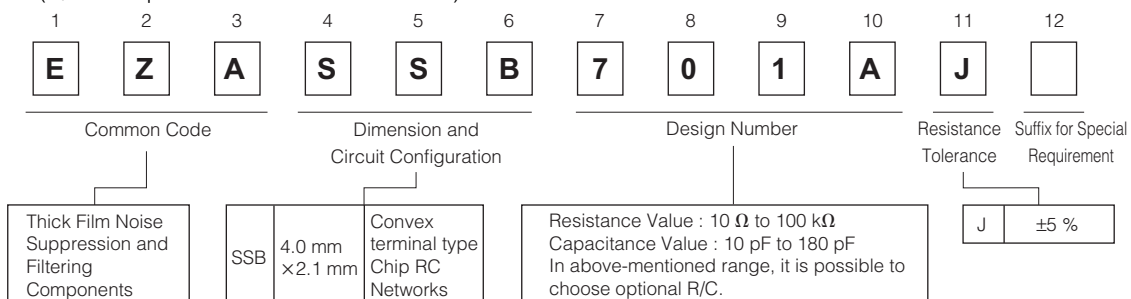 1 2 3 4 5 6 7 8 9 10 11 12
E Z A S S B 7 0 1 A J
Common Code
Dimension and
Circuit Configuration
Design Number
Resistance
Tolerance
Suffix for Special
Requirement
Thick Film Noise
Suppression and
Filtering
Components
SSB
4.0 mm
×2.1 mm
Convex
terminal type
Chip RC
Networks
Resistance Value : 10 Ω to 100 kΩ
Capacitance Value : 10 pF to 180 pF
In above-mentioned range, it is possible to
choose optional R/C.
J ±5 %